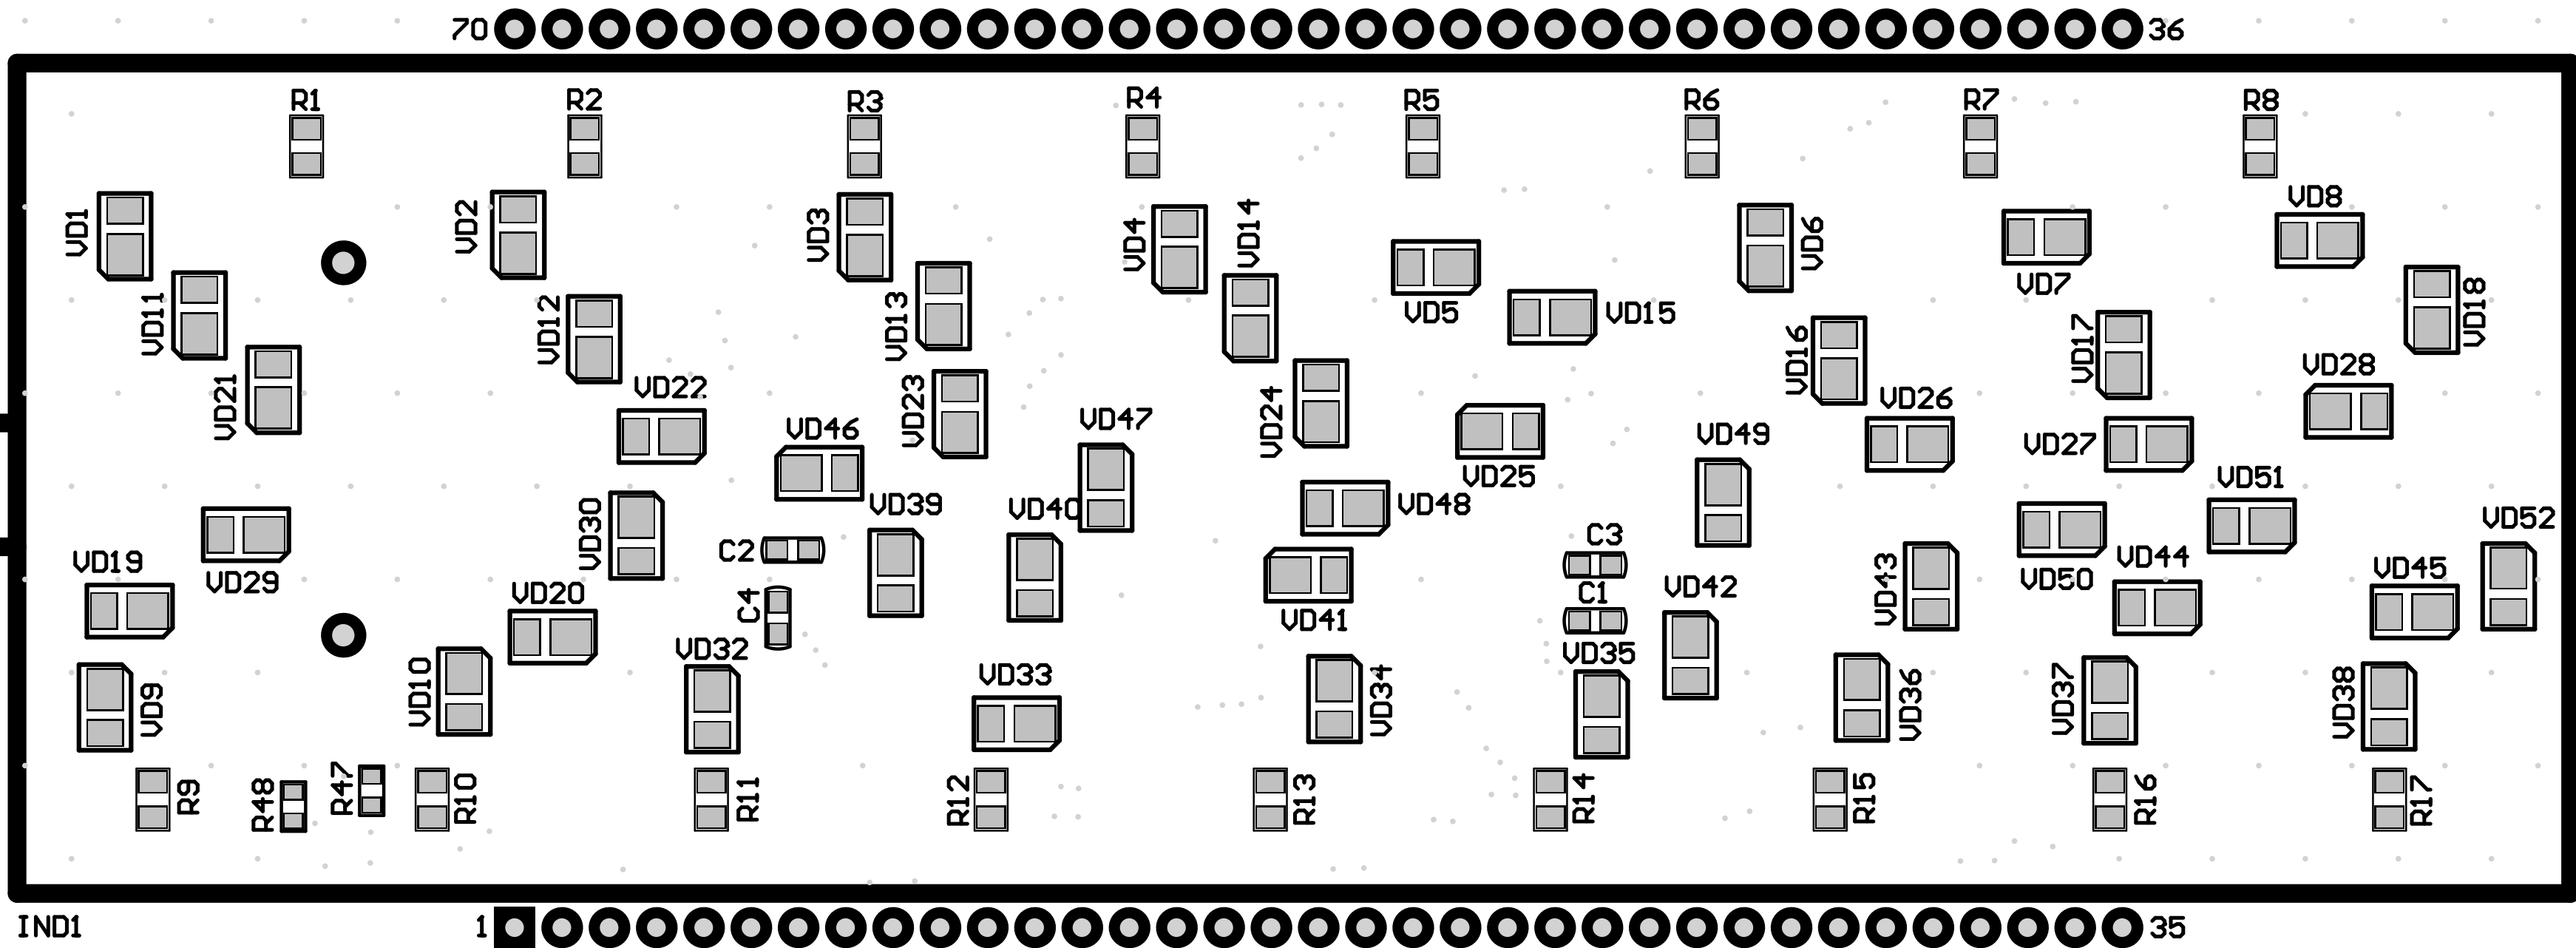 70 36
R1 R2 R3 R4 R5 R6 R7 R8
VD1 VD2 VD3 VD4 VD14 VD6 VD8
VD5 VD15 VD7 VD18
VD11 VD12 VD13 VD16 VD17
VD21 VD22 VD23 VD24 VD26 VD28
VD46 VD47 VD49 VD27
VD25 VD51
VD30 VD39 VD40 VD48 VD52
C2 C3
VD19 VD29 VD50 VD44 VD45
VD20 C4 VD41 C1 VD42 VD43
VD32 VD33 VD35
VD9 VD10 VD34 VD36 VD37 VD38
R9 R48 R47 R10 R11 R12 R13 R14 R15 R16 R17
IND1 1 35